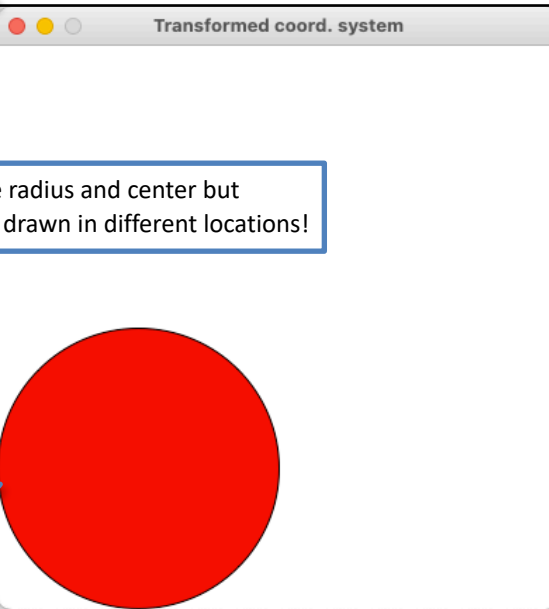 Transformed coord. system
radius and center but
drawn in different locations!